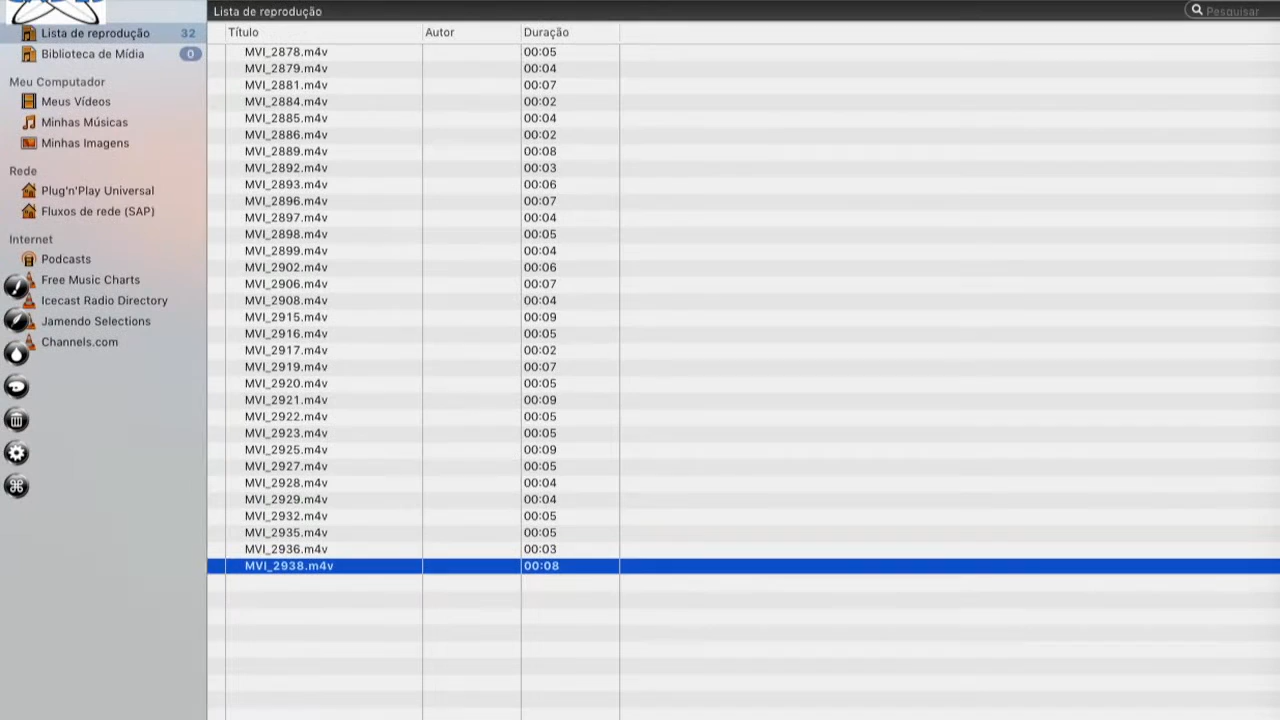 Lista de reprodução
Pesquisar
Lista de reprodução 32
Biblioteca de Mídia 0
Meu Computador
Meus Vídeos
Minhas Músicas
Minhas Imagens
Rede
Plug'n'Play Universal
Fluxos de rede (SAP)
Internet
Podcasts
Free Music Charts
Icecast Radio Directory
Jamendo Selections
Channels.com
Título Autor Duração
MVI_2878.m4v 00:05
MVI_2879.m4v 00:04
MVI_2881.m4v 00:07
MVI_2884.m4v 00:02
MVI_2885.m4v 00:04
MVI_2886.m4v 00:02
MVI_2889.m4v 00:08
MVI_2892.m4v 00:03
MVI_2893.m4v 00:06
MVI_2896.m4v 00:07
MVI_2897.m4v 00:04
MVI_2898.m4v 00:05
MVI_2899.m4v 00:04
MVI_2902.m4v 00:06
MVI_2906.m4v 00:07
MVI_2908.m4v 00:04
MVI_2915.m4v 00:09
MVI_2916.m4v 00:05
MVI_2917.m4v 00:02
MVI_2919.m4v 00:07
MVI_2920.m4v 00:05
MVI_2921.m4v 00:09
MVI_2922.m4v 00:05
MVI_2923.m4v 00:05
MVI_2925.m4v 00:09
MVI_2927.m4v 00:05
MVI_2928.m4v 00:04
MVI_2929.m4v 00:04
MVI_2932.m4v 00:05
MVI_2935.m4v 00:05
MVI_2936.m4v 00:03
MVI_2938.m4v 00:08